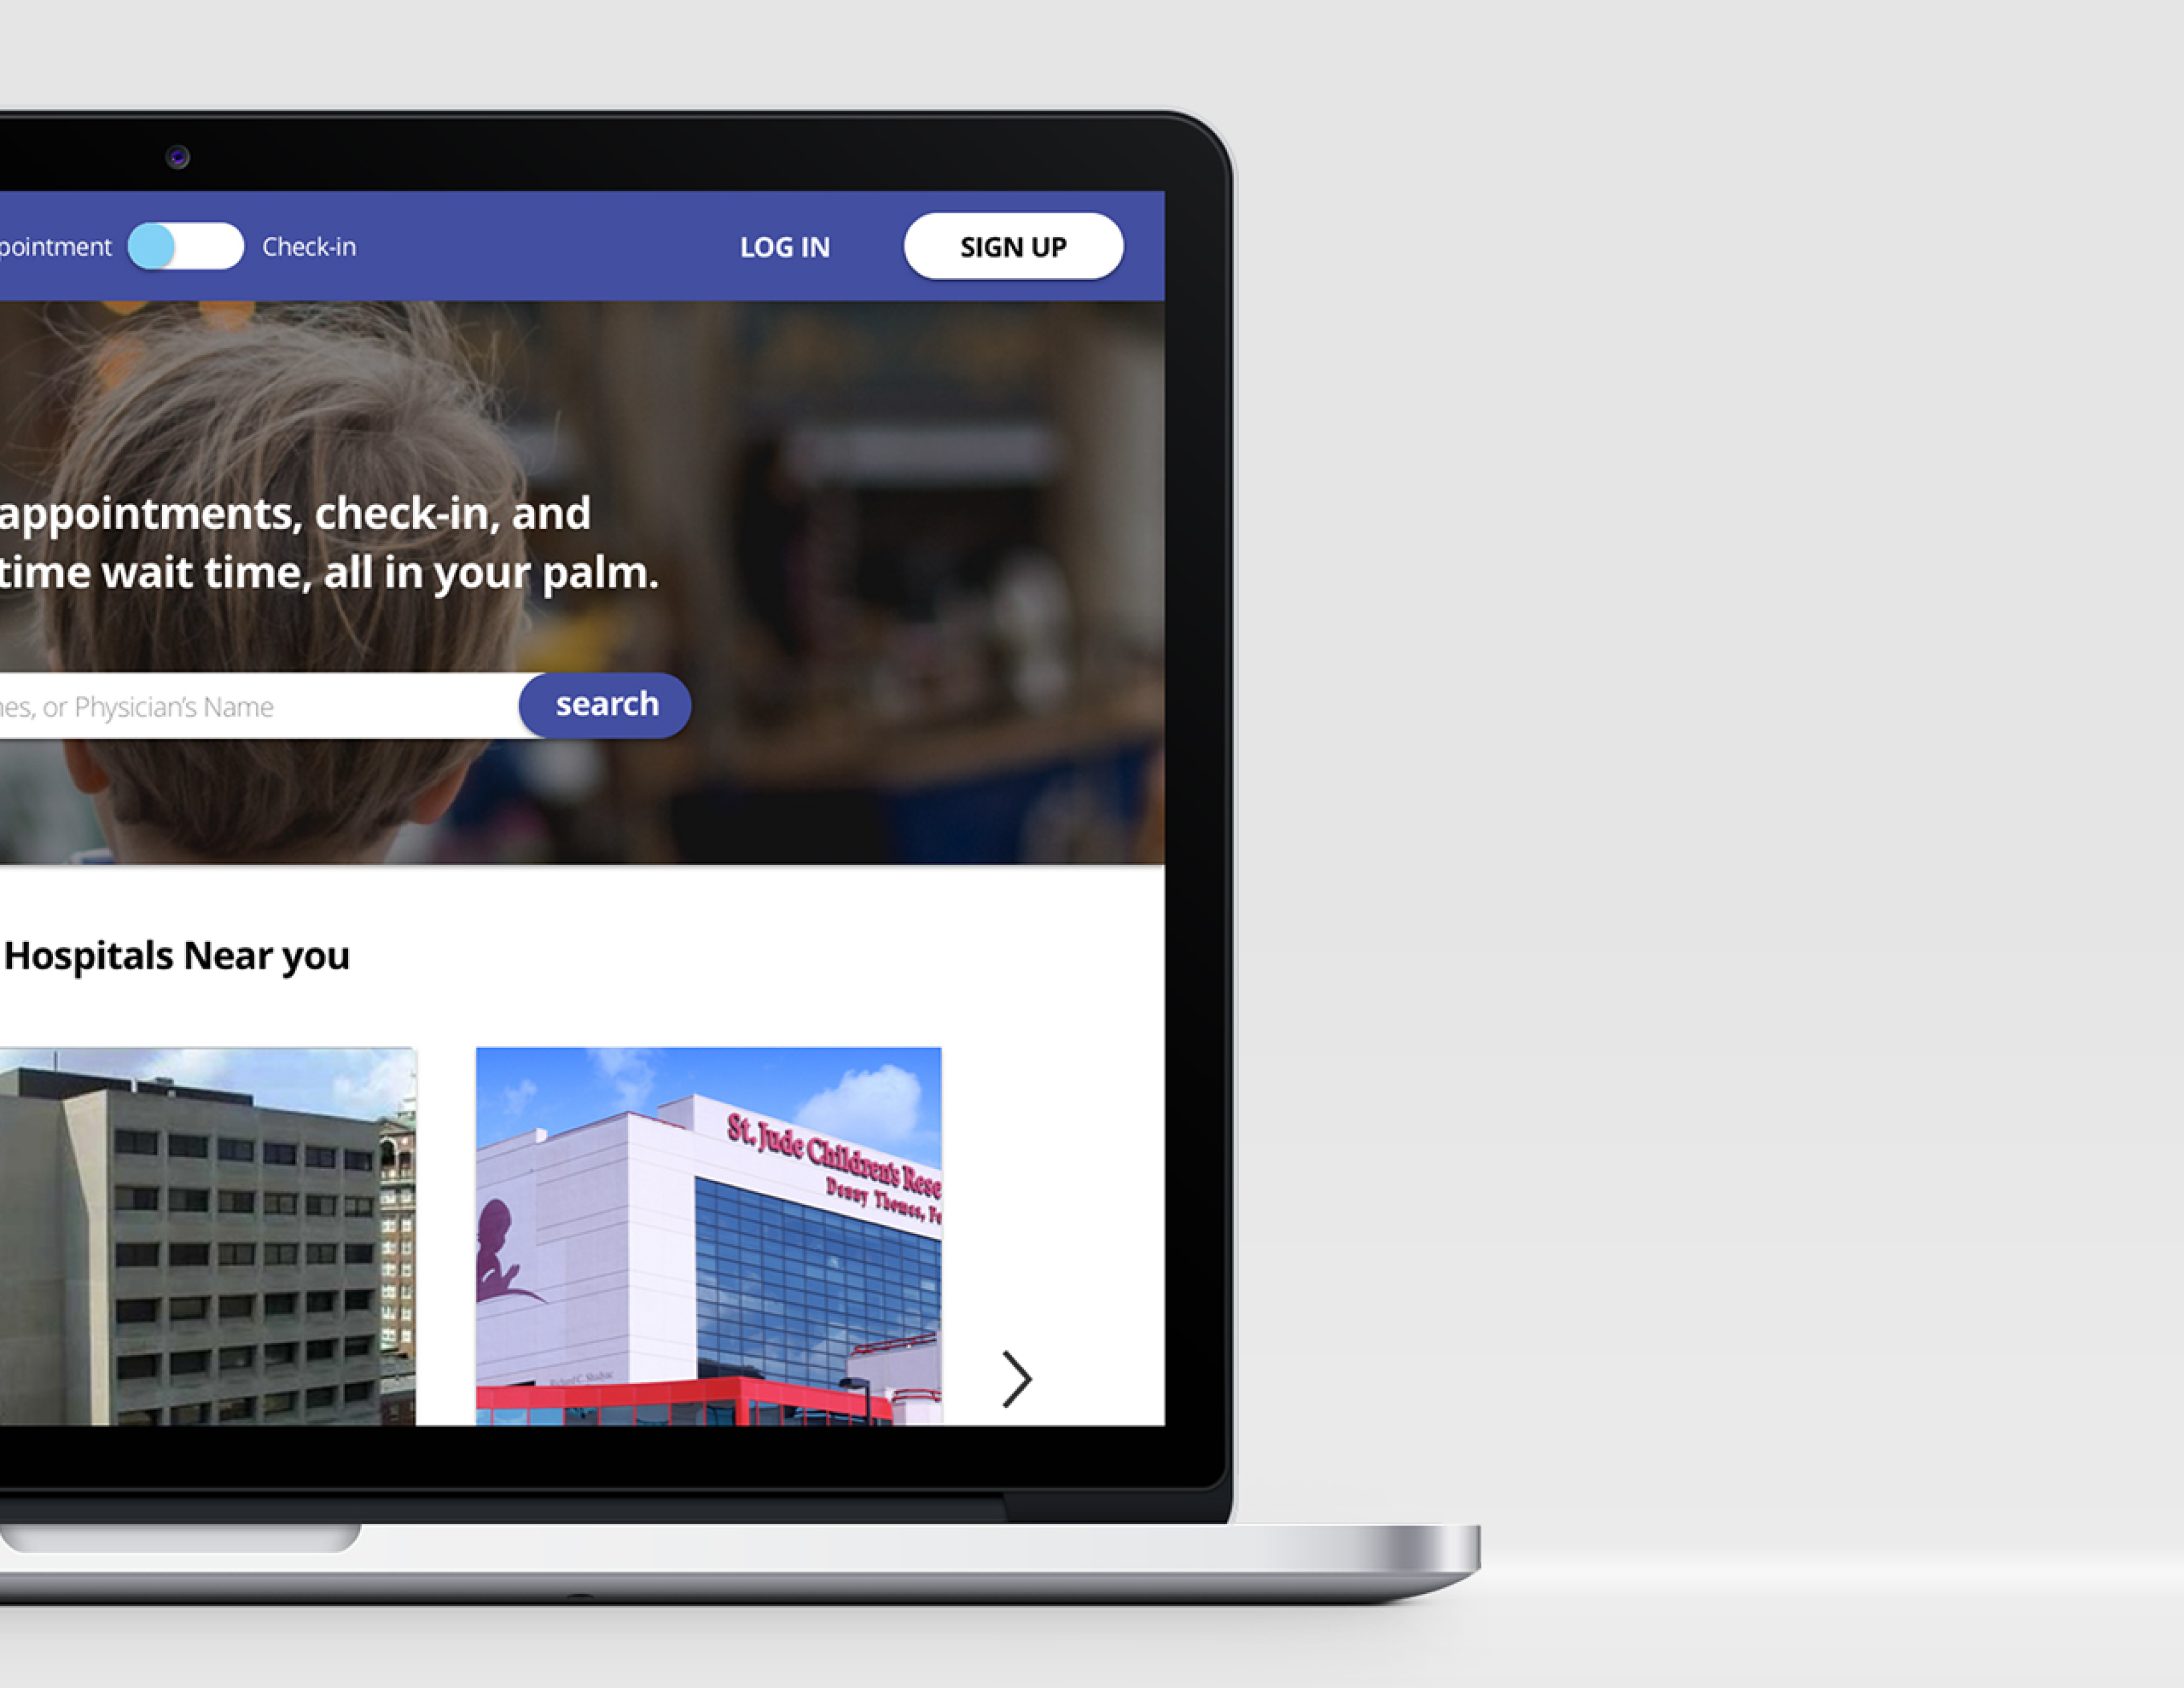 pointment Check-in LOG IN SIGN UP
appointments, check-in, and
time wait time, all in your palm.
nes, or Physician's Name search
Hospitals Near you
St. Jude Children's Rese
Danny Thomas, Fo